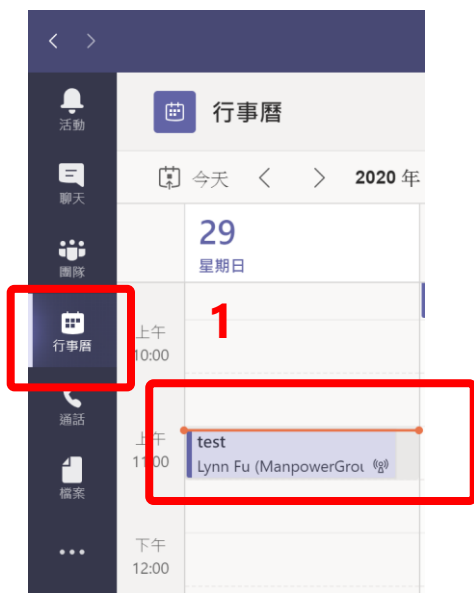 活動
聊天
團隊
行事曆
通話
檔案
行事曆
今天
2020 年
29
星期日
1
上午
10:00
上午
11:00
test
Lynn Fu (ManpowerGrou
下午
12:00